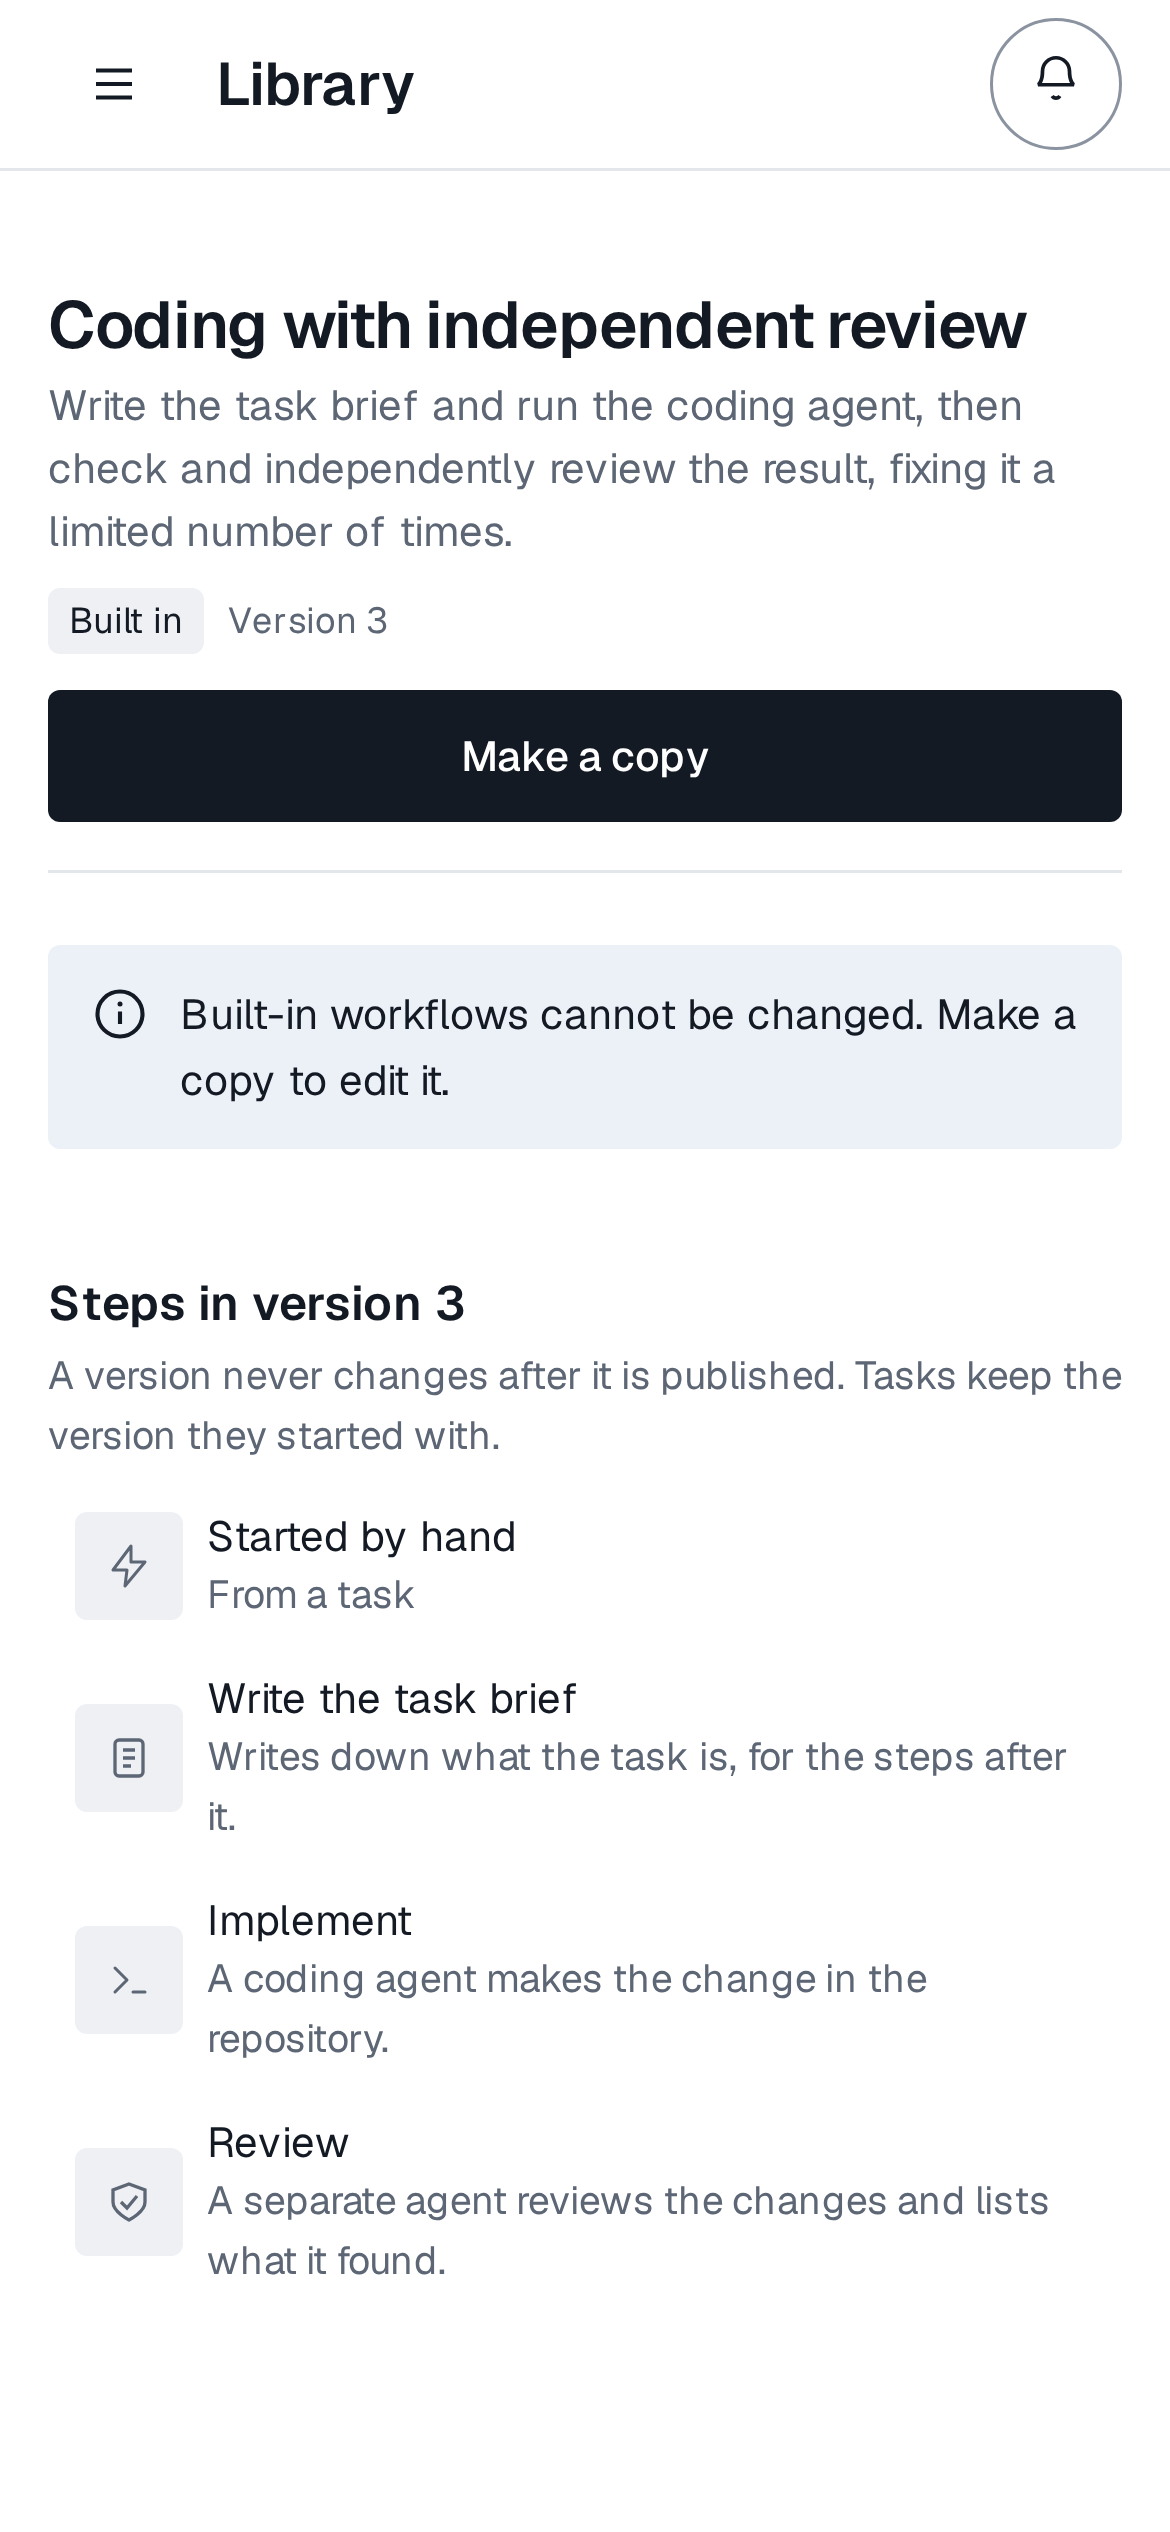 Library
Coding with independent review
Write the task brief and run the coding agent, then
check and independently review the result, fixing it a
limited number of times.
Built in Version 3
Make a copy
Built-in workflows cannot be changed. Make a
copy to edit it.
Steps in version 3
A version never changes after it is published. Tasks keep the
version they started with.
Started by hand
From a task
Write the task brief
Writes down what the task is, for the steps after
it.
Implement
A coding agent makes the change in the
repository.
Review
A separate agent reviews the changes and lists
what it found.